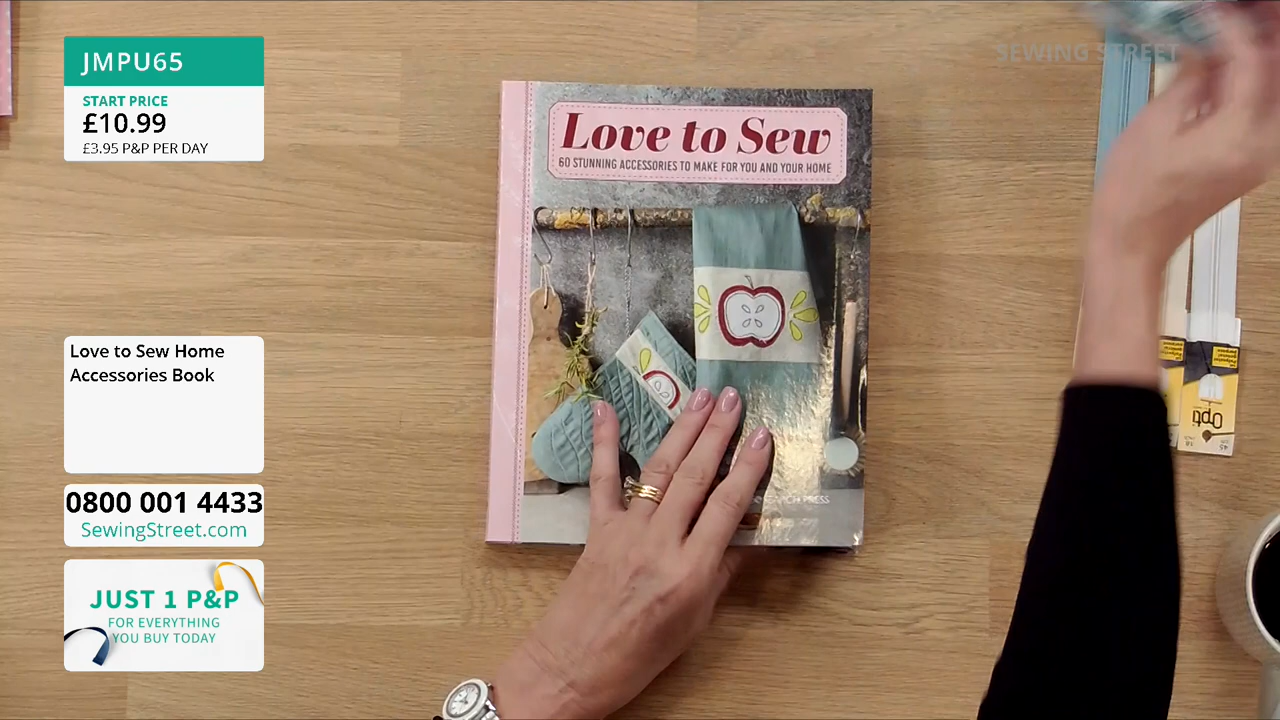 JMPU65
START PRICE
£10.99
£3.95 P&P PER DAY
Love to Sew Home
Accessories Book
0800 001 4433
SewingStreet.com
JUST 1 P&P
FOR EVERYTHING
YOU BUY TODAY
SEWING STREET
Love to Sew
60 STUNNING ACCESSORIES TO MAKE FOR YOU AND YOUR HOME
PRESS
Opti